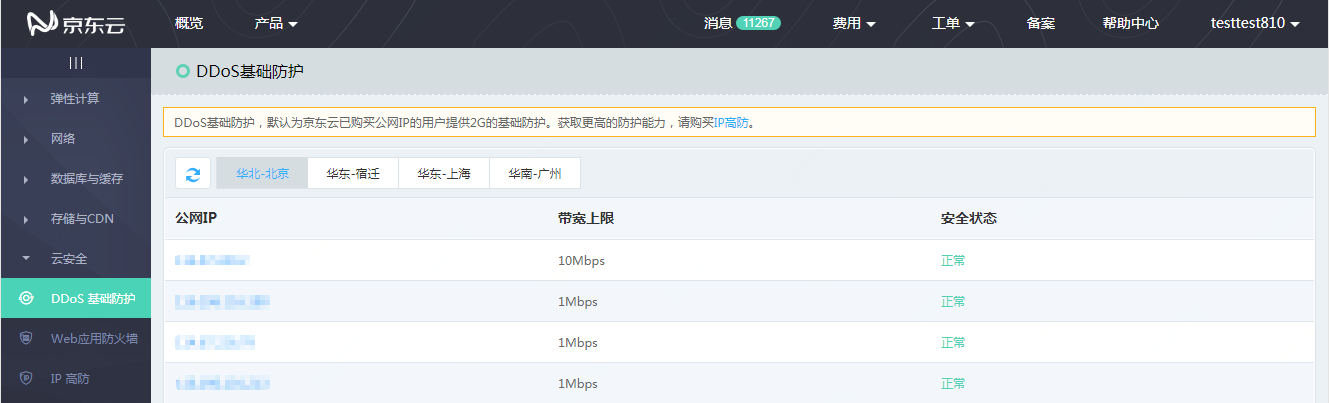 京东云 概览 产品 消息 11267 费用 工单 备案 帮助中心 testtest810
弹性计算
网络
数据库与缓存
存储与CDN
云安全
DDoS 基础防护
Web应用防火墙
IP 高防
DDoS基础防护
DDoS基础防护，默认为京东云已购买公网IP的用户提供2G的基础防护。获取更高的防护能力，请购买IP高防。
华北-北京 华东-宿迁 华东-上海 华南-广州
公网IP 带宽上限 安全状态
10Mbps 正常
1Mbps 正常
1Mbps 正常
1Mbps 正常